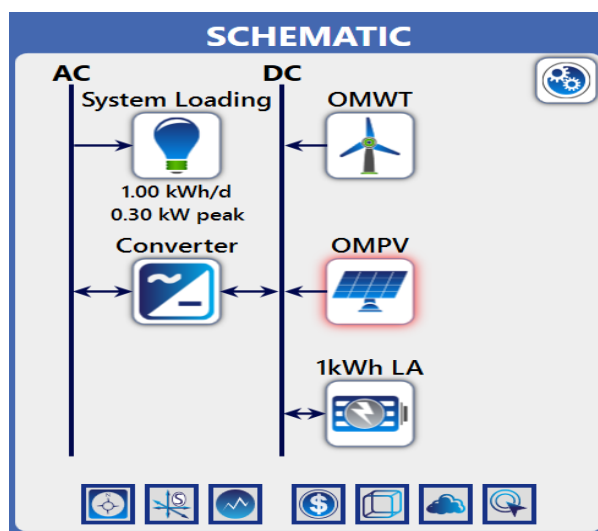 SCHEMATIC
AC DC
System Loading OMWT
1.00 kWh/d
0.30 kW peak
Converter OMPV
1kWh LA